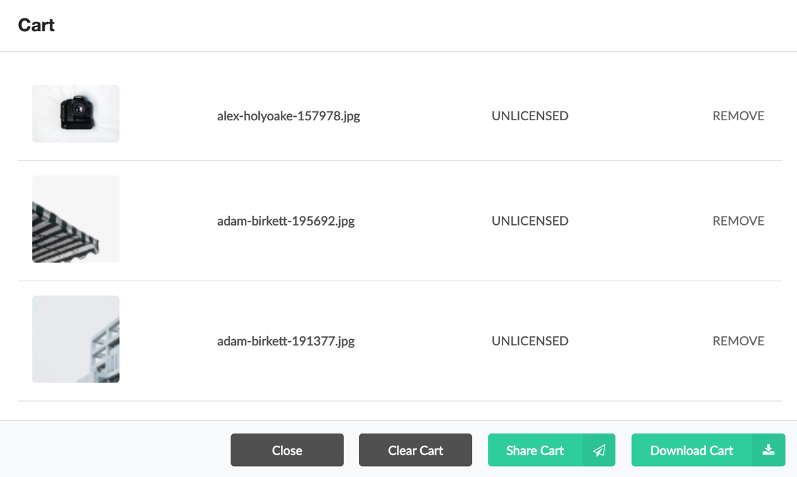 Cart
alex-holyoake-157978.jpg UNLICENSED REMOVE
adam-birkett-195692.jpg UNLICENSED REMOVE
adam-birkett-191377.jpg UNLICENSED REMOVE
Close Clear Cart Share Cart Download Cart